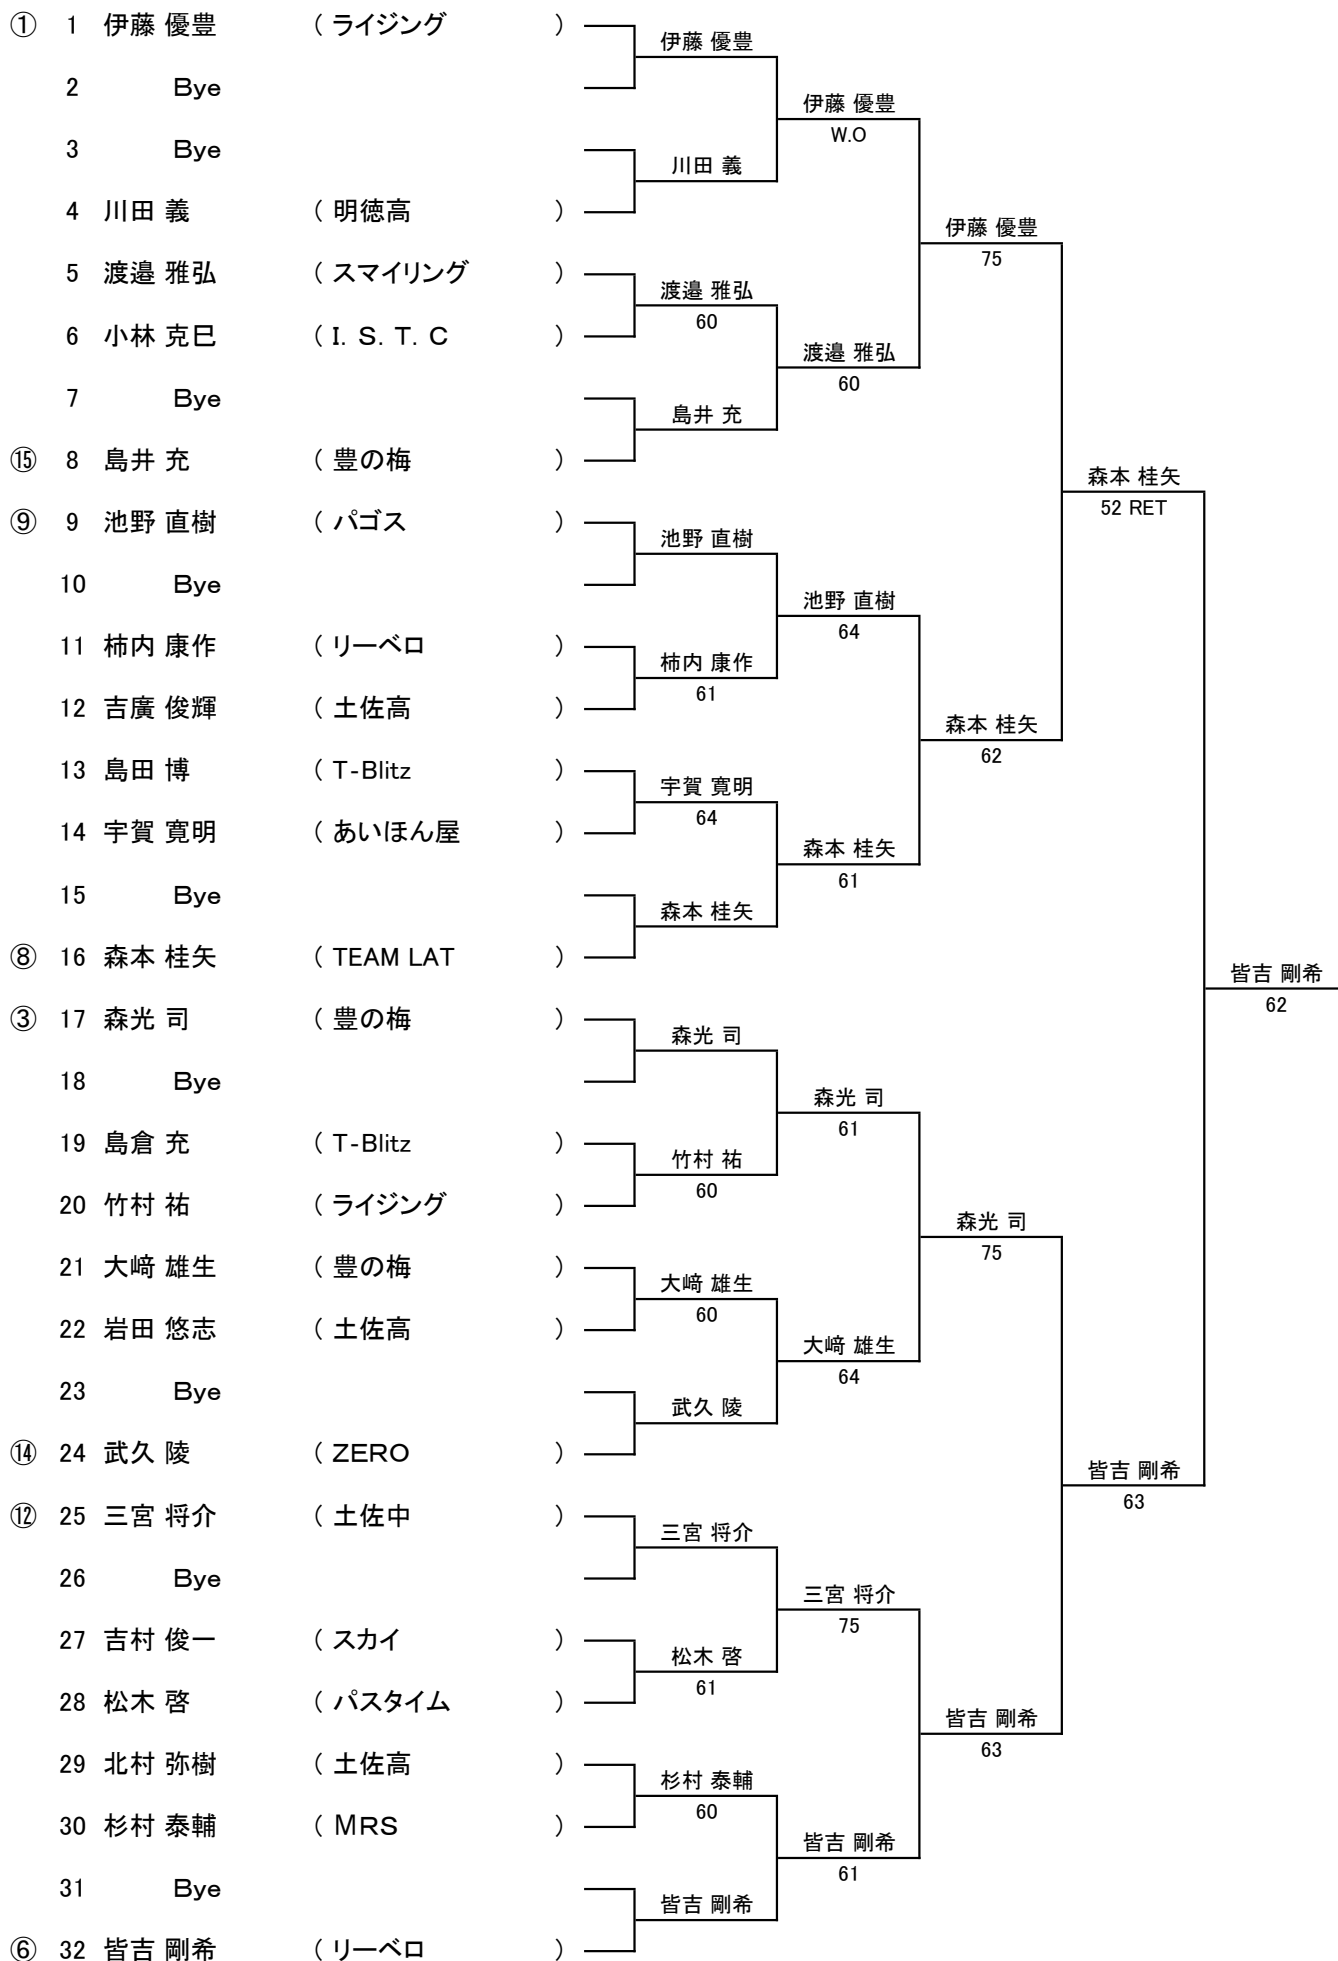 ① 1 伊藤 優豊 ( ライジング )
伊藤 優豊
2 Bye
伊藤 優豊
W.O
3 Bye
川田 義
4 川田 義 ( 明徳高 )
伊藤 優豊
75
5 渡邉 雅弘 ( スマイリング )
渡邉 雅弘
60
6 小林 克巳 ( I. S. T. C )
渡邉 雅弘
60
7 Bye
島井 充
⑮ 8 島井 充 ( 豊の梅 )
森本 桂矢
52 RET
⑨ 9 池野 直樹 ( パゴス )
池野 直樹
10 Bye
池野 直樹
64
11 柿内 康作 ( リーベロ )
柿内 康作
61
12 吉廣 俊輝 ( 土佐高 )
森本 桂矢
62
13 島田 博 ( T-Blitz )
宇賀 寛明
64
14 宇賀 寛明 ( あいほん屋 )
森本 桂矢
61
15 Bye
森本 桂矢
⑧ 16 森本 桂矢 ( TEAM LAT )
皆吉 剛希
62
③ 17 森光 司 ( 豊の梅 )
森光 司
18 Bye
森光 司
61
19 島倉 充 ( T-Blitz )
竹村 祐
60
20 竹村 祐 ( ライジング )
森光 司
75
21 大﨑 雄生 ( 豊の梅 )
大﨑 雄生
60
22 岩田 悠志 ( 土佐高 )
大﨑 雄生
64
23 Bye
武久 陵
⑭ 24 武久 陵 ( ZERO )
皆吉 剛希
63
⑫ 25 三宮 将介 ( 土佐中 )
三宮 将介
26 Bye
三宮 将介
75
27 吉村 俊一 ( スカイ )
松木 啓
61
28 松木 啓 ( パスタイム )
皆吉 剛希
63
29 北村 弥樹 ( 土佐高 )
杉村 泰輔
60
30 杉村 泰輔 ( MRS )
皆吉 剛希
61
31 Bye
皆吉 剛希
⑥ 32 皆吉 剛希 ( リーベロ )